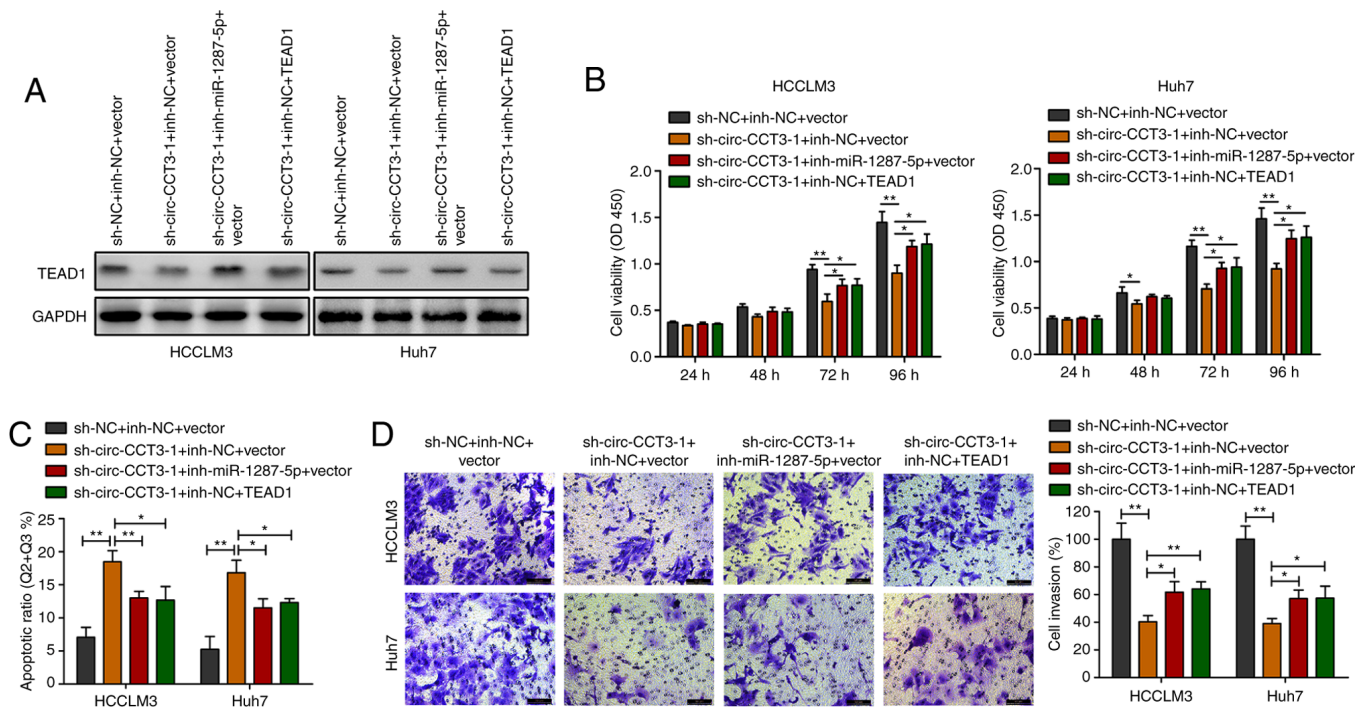 A
sh-NC+inh-NC+vector
sh-circ-CCT3-1+inh-NC+vector
sh-circ-CCT3-1+inh-miR-1287-5p+
vector
sh-circ-CCT3-1+inh-NC+TEAD1
sh-NC+inh-NC+vector
sh-circ-CCT3-1+inh-NC+vector
sh-circ-CCT3-1+inh-miR-1287-5p+
vector
sh-circ-CCT3-1+inh-NC+TEAD1
TEAD1
GAPDH
HCCLM3
Huh7
B
HCCLM3
sh-NC+inh-NC+vector
sh-circ-CCT3-1+inh-NC+vector
sh-circ-CCT3-1+inh-miR-1287-5p+vector
sh-circ-CCT3-1+inh-NC+TEAD1
Cell viability (OD 450)
2.0
1.5
1.0
0.5
0.0
**
*
*
**
*
*
24 h
48 h
72 h
96 h
Huh7
sh-NC+inh-NC+vector
sh-circ-CCT3-1+inh-NC+vector
sh-circ-CCT3-1+inh-miR-1287-5p+vector
sh-circ-CCT3-1+inh-NC+TEAD1
Cell viability (OD 450)
2.0
1.5
1.0
0.5
0.0
*
**
*
*
**
*
*
24 h
48 h
72 h
96 h
C
sh-NC+inh-NC+vector
sh-circ-CCT3-1+inh-NC+vector
sh-circ-CCT3-1+inh-miR-1287-5p+vector
sh-circ-CCT3-1+inh-NC+TEAD1
Apoptotic ratio (Q2+Q3 %)
25
20
15
10
5
0
**
**
*
**
*
*
HCCLM3
Huh7
D
sh-NC+inh-NC+
vector
sh-circ-CCT3-1+
inh-NC+vector
sh-circ-CCT3-1+
inh-miR-1287-5p+vector
sh-circ-CCT3-1+
inh-NC+TEAD1
HCCLM3
Huh7
sh-NC+inh-NC+vector
sh-circ-CCT3-1+inh-NC+vector
sh-circ-CCT3-1+inh-miR-1287-5p+vector
sh-circ-CCT3-1+inh-NC+TEAD1
Cell invasion (%)
120
100
80
60
40
20
0
**
**
*
**
*
*
HCCLM3
Huh7